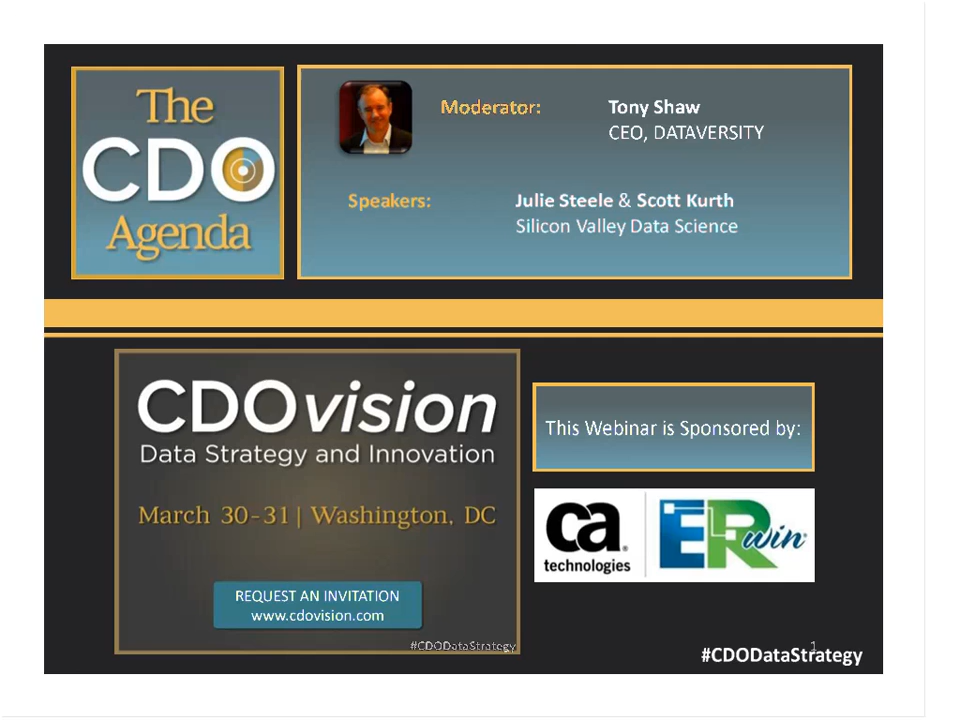 The
CDO
Agenda
Moderator: Tony Shaw
CEO, DATAVERSITY
Speakers: Julie Steele & Scott Kurth
Silicon Valley Data Science
CDOvision
Data Strategy and Innovation
March 30-31| Washington, DC
REQUEST AN INVITATION
www.cdovision.com
This Webinar is Sponsored by:
ca
technologies
ERwin®
#CDODataStrategy
1
#CDODataStrategy